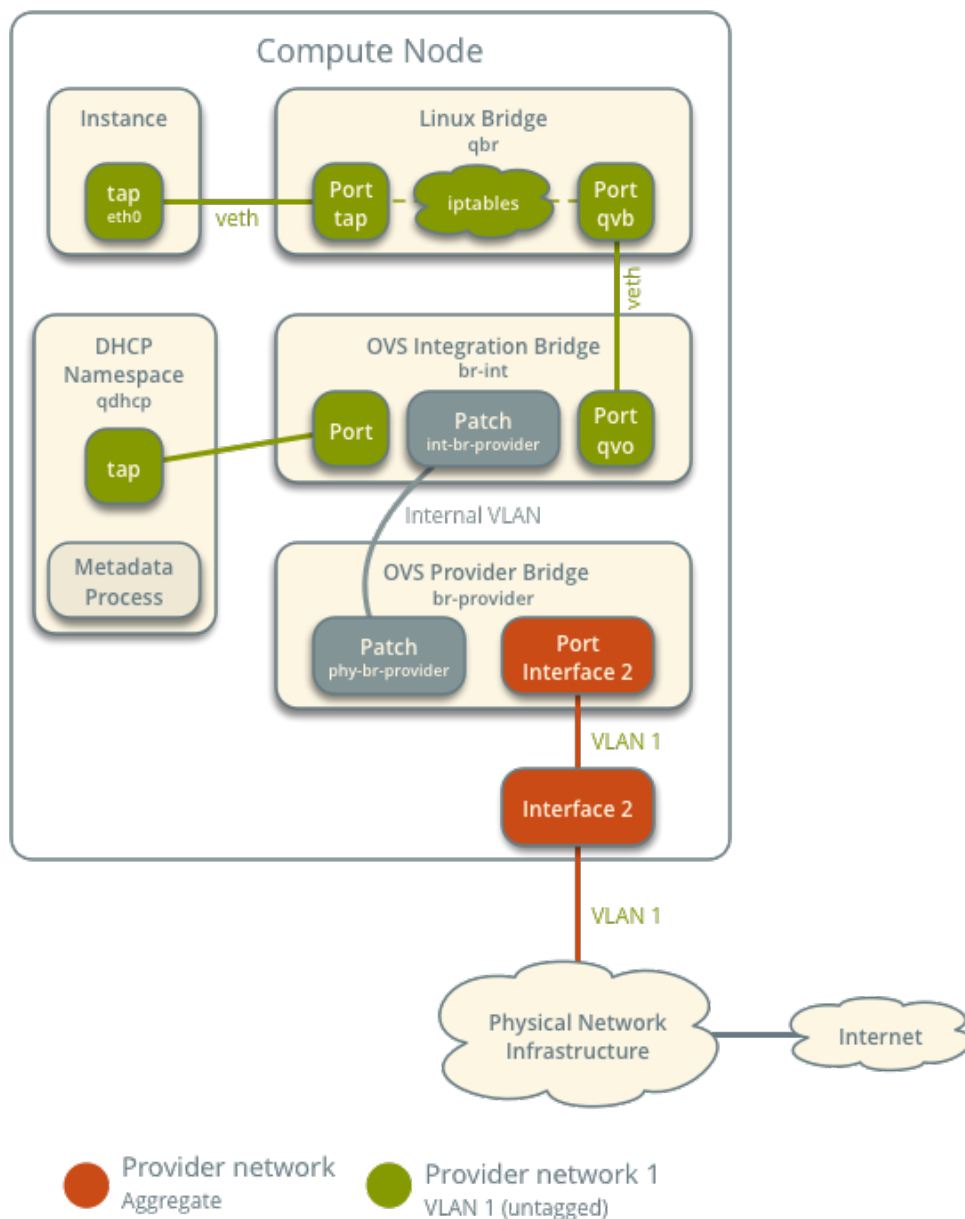 Compute Node
Instance
tap
eth0
veth
Linux Bridge
qbr
Port
tap
iptables
Port
qvb
veth
DHCP
Namespace
qdhcp
tap
Metadata
Process
OVS Integration Bridge
br-int
Port
Patch
int-br-provider
Port
qvo
Internal VLAN
OVS Provider Bridge
br-provider
Patch
phy-br-provider
Port
Interface 2
VLAN 1
Interface 2
VLAN 1
Physical Network
Infrastructure
Internet
Provider network
Aggregate
Provider network 1
VLAN 1 (untagged)